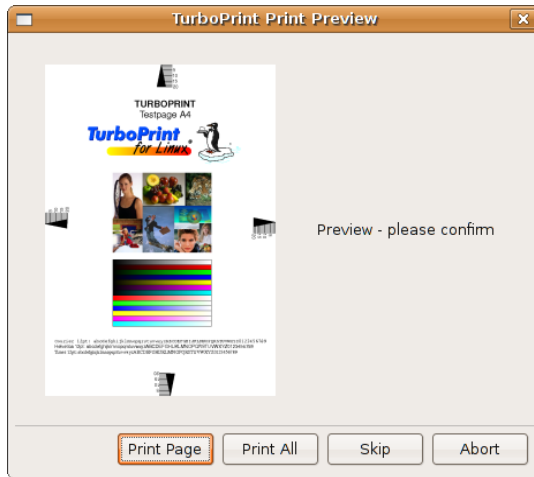 TurboPrint Print Preview
TURBOPRINT
Testpage A4
TurboPrint
for Linux
Preview - please confirm
Print Page
Print All
Skip
Abort